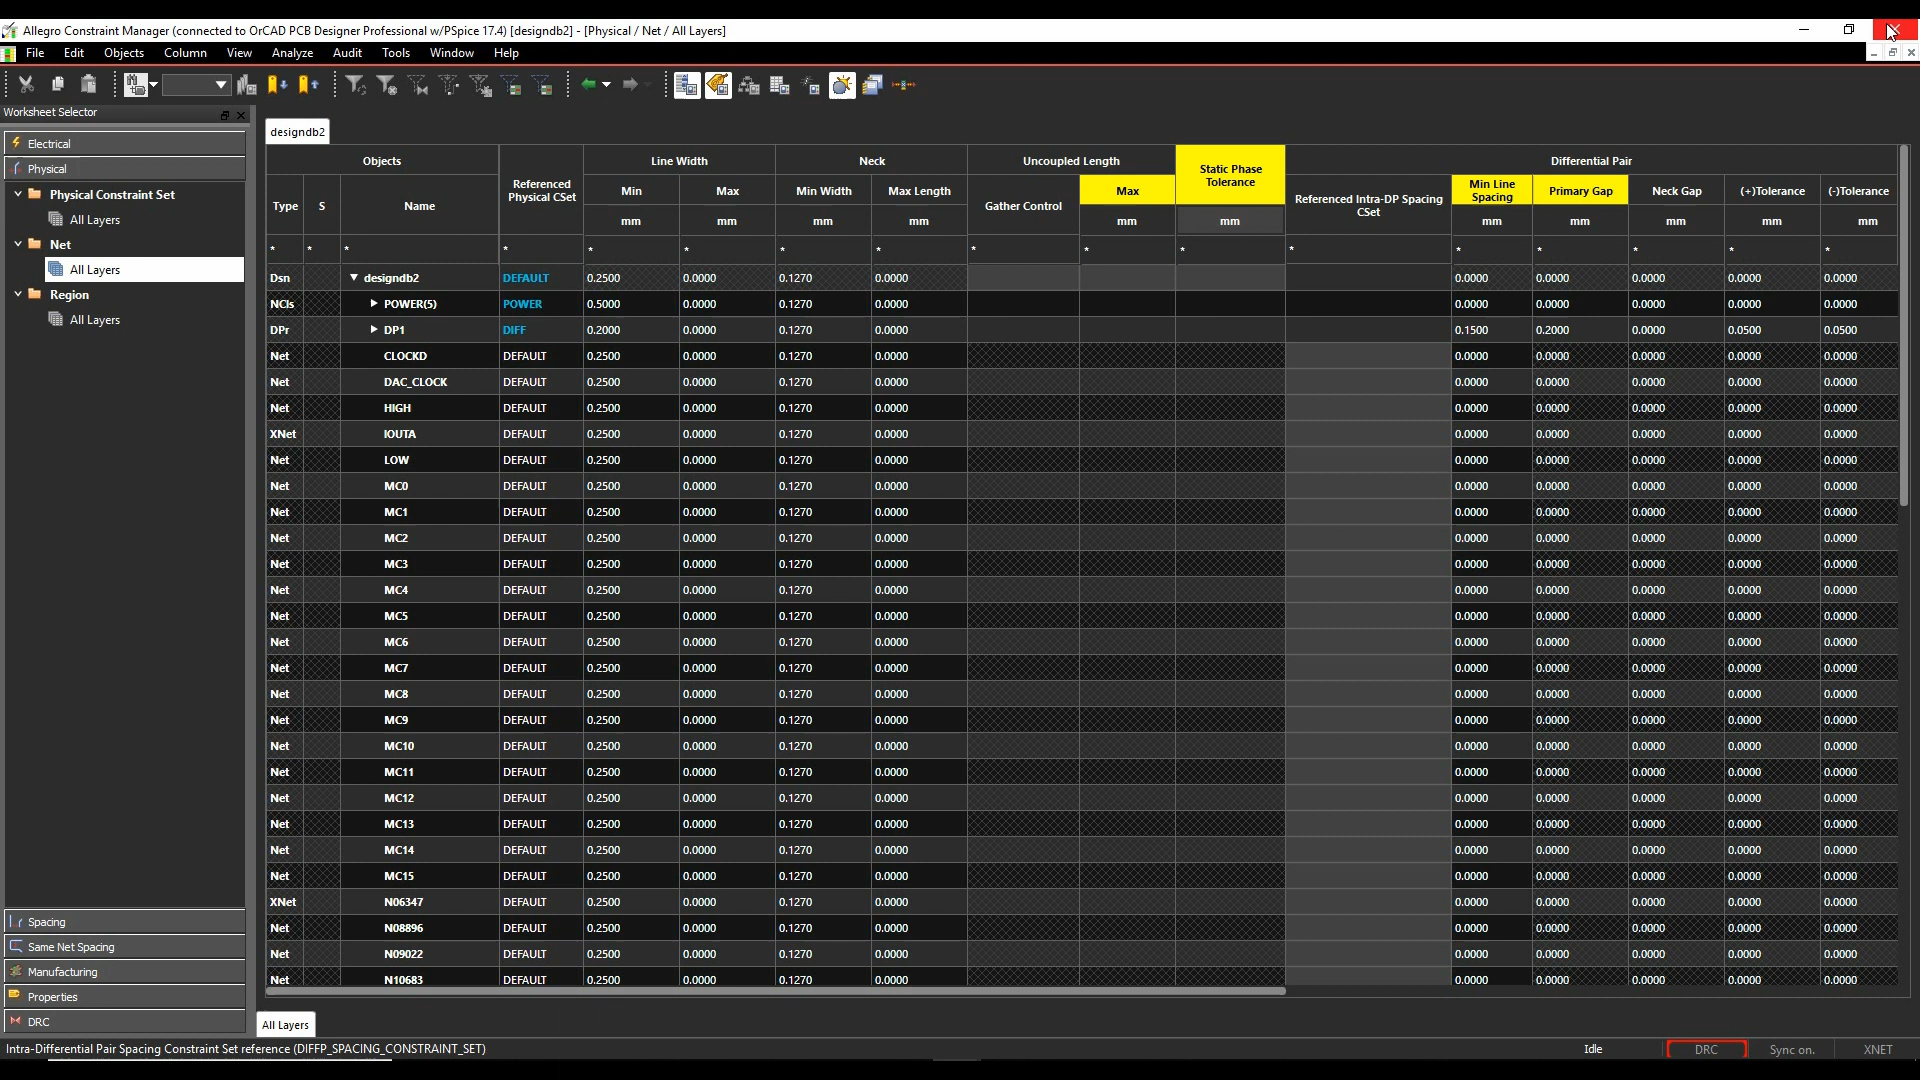 Allegro Constraint Manager (connected to OrCAD PCB Designer Professional w/PSpice 17.4) [designdb2] - [Physical / Net / All Layers]
File Edit Objects Column View Analyze Audit Tools Window Help
Worksheet Selector
Electrical
Physical
Physical Constraint Set
All Layers
Net
All Layers
Region
All Layers
Spacing
Same Net Spacing
Manufacturing
Properties
DRC
designdb2
Objects Line Width Neck Uncoupled Length Static Phase Tolerance Differential Pair
Type S Name Referenced Physical CSet Min Max Min Width Max Length Gather Control Max Referenced Intra-DP Spacing CSet Min Line Spacing Primary Gap Neck Gap (+)Tolerance (-)Tolerance
mm mm mm mm mm mm mm mm mm mm mm
* * * * * * * * * * * * * * * * *
Dsn designdb2 DEFAULT 0.2500 0.0000 0.1270 0.0000 0.0000 0.0000 0.0000 0.0000 0.0000
NCls POWER(5) POWER 0.5000 0.0000 0.1270 0.0000 0.0000 0.0000 0.0000 0.0000 0.0000
DPr DP1 DIFF 0.2000 0.0000 0.1270 0.0000 0.1500 0.2000 0.0000 0.0500 0.0500
Net CLOCKD DEFAULT 0.2500 0.0000 0.1270 0.0000 0.0000 0.0000 0.0000 0.0000 0.0000
Net DAC_CLOCK DEFAULT 0.2500 0.0000 0.1270 0.0000 0.0000 0.0000 0.0000 0.0000 0.0000
Net HIGH DEFAULT 0.2500 0.0000 0.1270 0.0000 0.0000 0.0000 0.0000 0.0000 0.0000
XNet IOUTA DEFAULT 0.2500 0.0000 0.1270 0.0000 0.0000 0.0000 0.0000 0.0000 0.0000
Net LOW DEFAULT 0.2500 0.0000 0.1270 0.0000 0.0000 0.0000 0.0000 0.0000 0.0000
Net MC0 DEFAULT 0.2500 0.0000 0.1270 0.0000 0.0000 0.0000 0.0000 0.0000 0.0000
Net MC1 DEFAULT 0.2500 0.0000 0.1270 0.0000 0.0000 0.0000 0.0000 0.0000 0.0000
Net MC2 DEFAULT 0.2500 0.0000 0.1270 0.0000 0.0000 0.0000 0.0000 0.0000 0.0000
Net MC3 DEFAULT 0.2500 0.0000 0.1270 0.0000 0.0000 0.0000 0.0000 0.0000 0.0000
Net MC4 DEFAULT 0.2500 0.0000 0.1270 0.0000 0.0000 0.0000 0.0000 0.0000 0.0000
Net MC5 DEFAULT 0.2500 0.0000 0.1270 0.0000 0.0000 0.0000 0.0000 0.0000 0.0000
Net MC6 DEFAULT 0.2500 0.0000 0.1270 0.0000 0.0000 0.0000 0.0000 0.0000 0.0000
Net MC7 DEFAULT 0.2500 0.0000 0.1270 0.0000 0.0000 0.0000 0.0000 0.0000 0.0000
Net MC8 DEFAULT 0.2500 0.0000 0.1270 0.0000 0.0000 0.0000 0.0000 0.0000 0.0000
Net MC9 DEFAULT 0.2500 0.0000 0.1270 0.0000 0.0000 0.0000 0.0000 0.0000 0.0000
Net MC10 DEFAULT 0.2500 0.0000 0.1270 0.0000 0.0000 0.0000 0.0000 0.0000 0.0000
Net MC11 DEFAULT 0.2500 0.0000 0.1270 0.0000 0.0000 0.0000 0.0000 0.0000 0.0000
Net MC12 DEFAULT 0.2500 0.0000 0.1270 0.0000 0.0000 0.0000 0.0000 0.0000 0.0000
Net MC13 DEFAULT 0.2500 0.0000 0.1270 0.0000 0.0000 0.0000 0.0000 0.0000 0.0000
Net MC14 DEFAULT 0.2500 0.0000 0.1270 0.0000 0.0000 0.0000 0.0000 0.0000 0.0000
Net MC15 DEFAULT 0.2500 0.0000 0.1270 0.0000 0.0000 0.0000 0.0000 0.0000 0.0000
XNet N06347 DEFAULT 0.2500 0.0000 0.1270 0.0000 0.0000 0.0000 0.0000 0.0000 0.0000
Net N08896 DEFAULT 0.2500 0.0000 0.1270 0.0000 0.0000 0.0000 0.0000 0.0000 0.0000
Net N09022 DEFAULT 0.2500 0.0000 0.1270 0.0000 0.0000 0.0000 0.0000 0.0000 0.0000
Net N10683 DEFAULT 0.2500 0.0000 0.1270 0.0000 0.0000 0.0000 0.0000 0.0000 0.0000
All Layers
Intra-Differential Pair Spacing Constraint Set reference (DIFFP_SPACING_CONSTRAINT_SET) Idle DRC Sync on. XNET